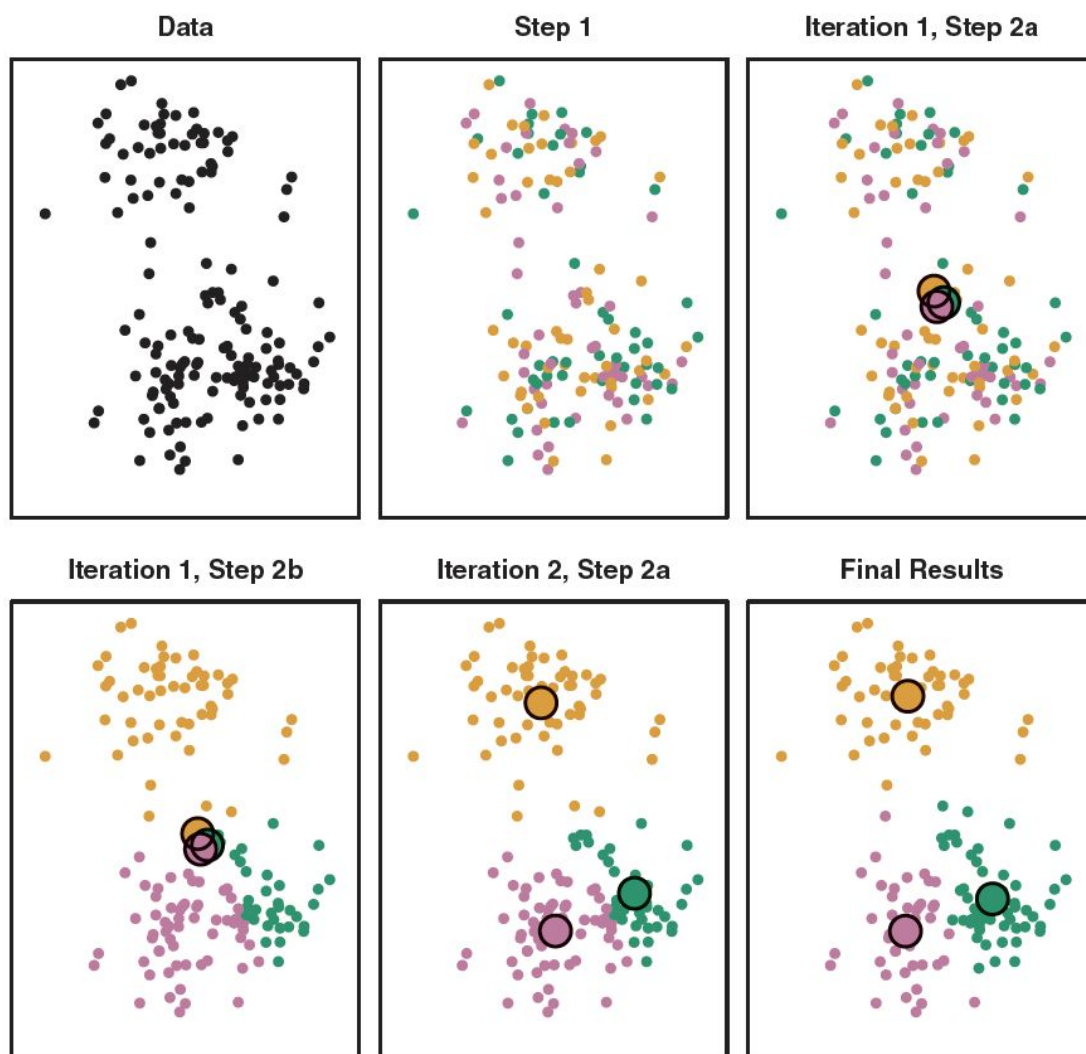 Data
Step 1
Iteration 1, Step 2a
Iteration 1, Step 2b
Iteration 2, Step 2a
Final Results